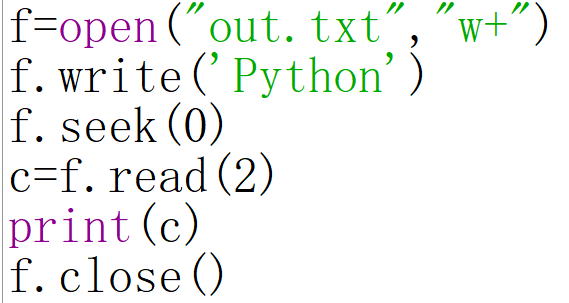 f=open("out.txt","w+")
f.write('Python')
f.seek(0)
c=f.read(2)
print(c)
f.close()